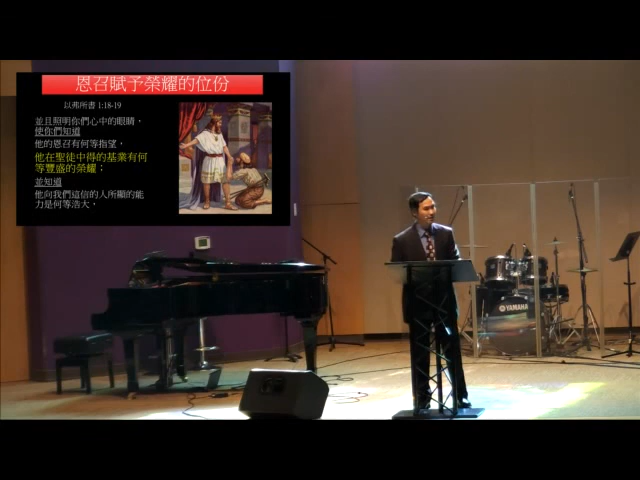 恩召賦予榮耀的位份
以弗所書 1:18-19
並且照明你們心中的眼睛，
使你們知道
他的恩召有何等指望，
他在聖徒中得的基業有何
等豐盛的榮耀；
並知道
他向我們這信的人所顯的能
力是何等浩大，
YAMAHA